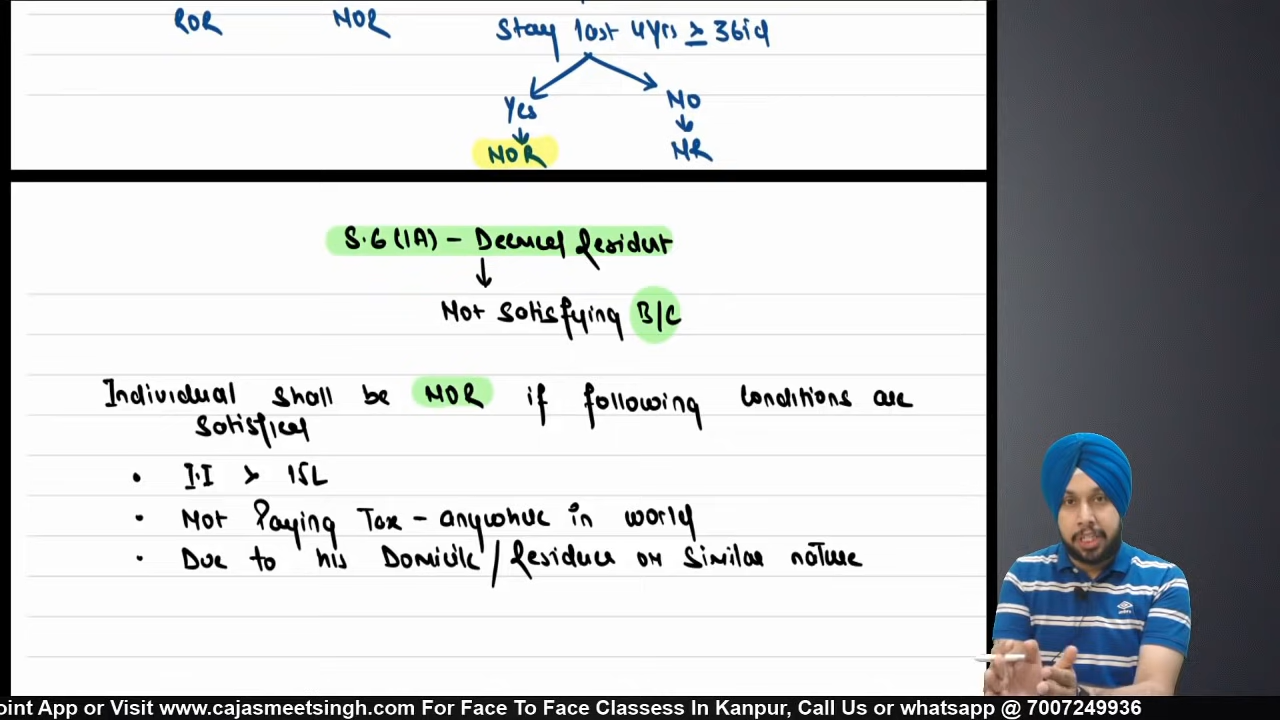 ROR NOR
Stay last 4yrs ≥ 365d
Yes
NO
NOR
NR
S.6(1A) - Deemed Resident
Not satisfying B/C
Individual shall be NOR if following conditions are
satisfied
• I.I > 15L
• Not Paying Tax - anywhere in world
• Due to his Domicile / Residence or similar nature
oint App or Visit www.cajasmeetsingh.com For Face To Face Classess In Kanpur, Call Us or whatsapp @ 7007249936